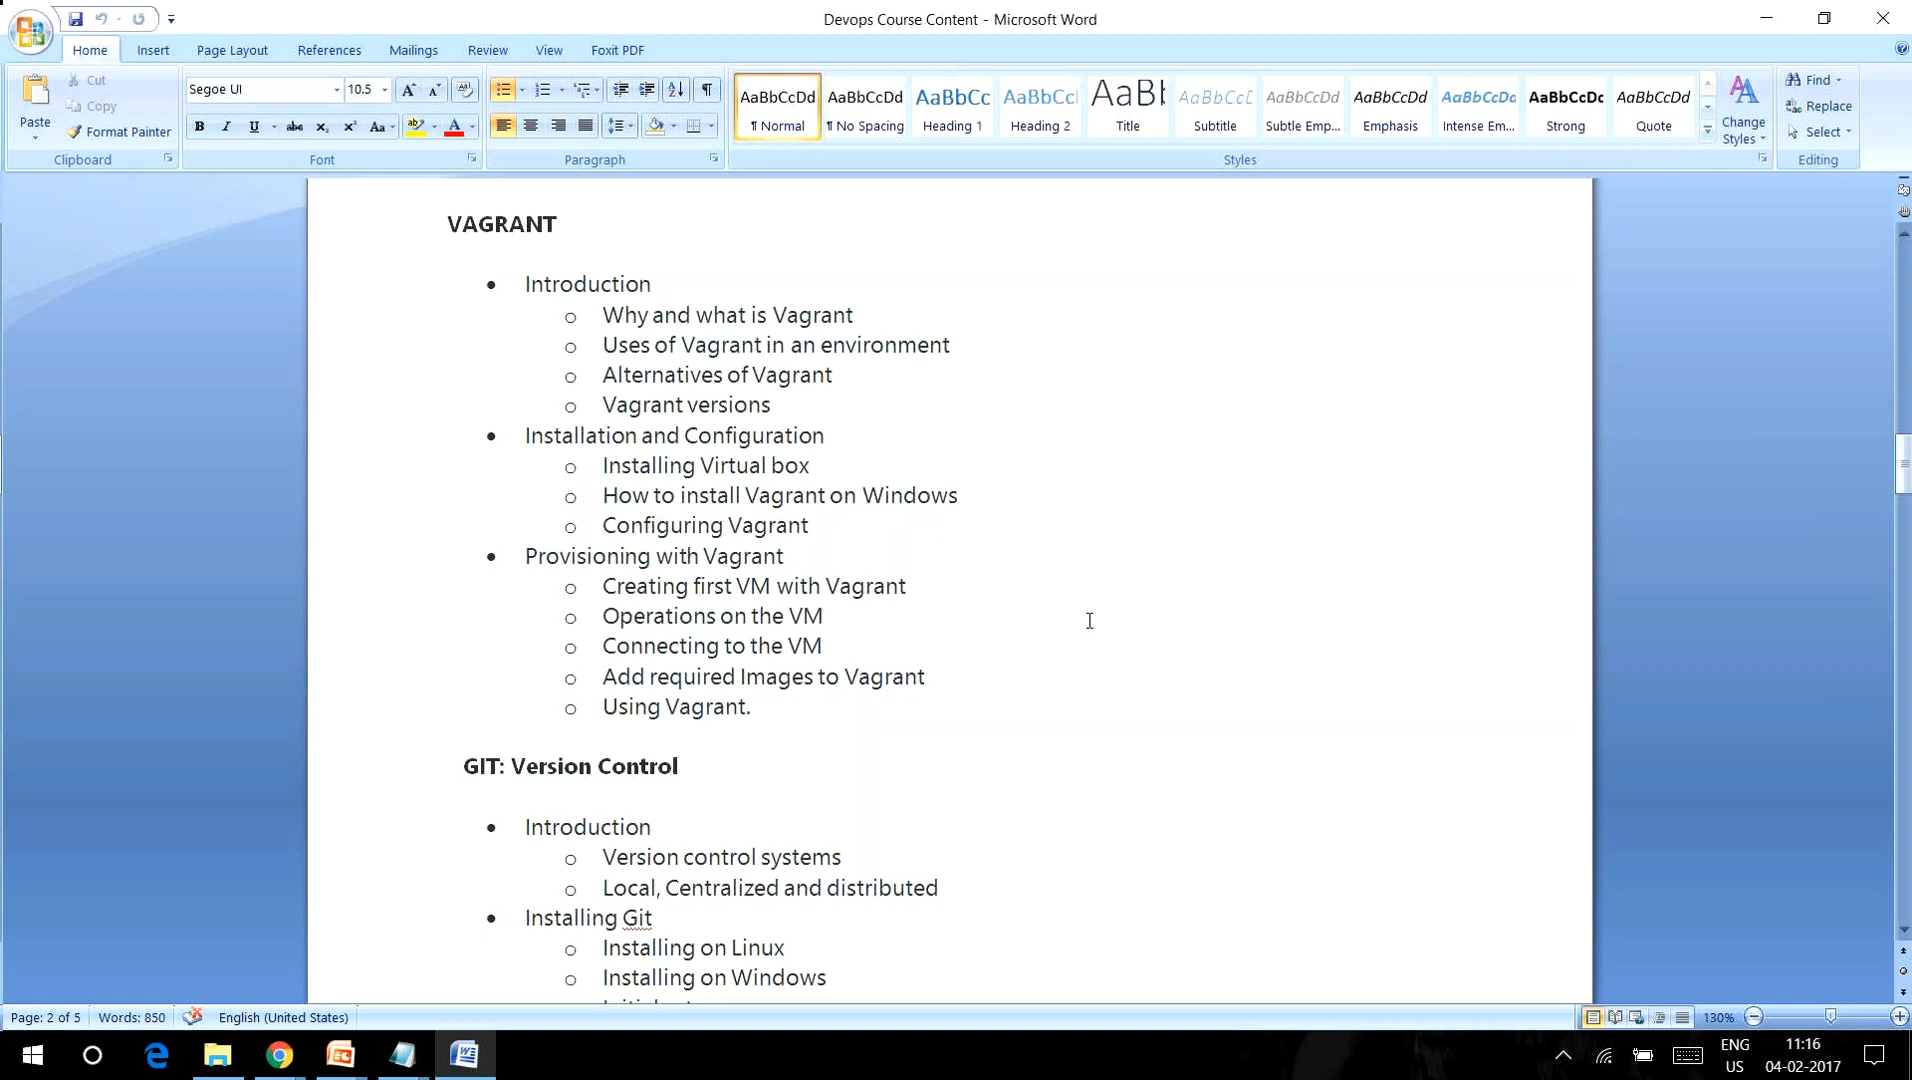 Devops Course Content - Microsoft Word
Home Insert Page Layout References Mailings Review View Foxit PDF
Paste
Cut
Copy
Format Painter
Clipboard
Segoe UI 10.5
Font
Paragraph
AaBbCcDd AaBbCcDd AaBbCc AaBbCc AaBb AaBbCcD AaBbCcDd AaBbCcDd AaBbCcDd AaBbCcDc AaBbCcDd
¶ Normal ¶ No Spacing Heading 1 Heading 2 Title Subtitle Subtle Emp... Emphasis Intense Em... Strong Quote
Change Styles
Styles
Find
Replace
Select
Editing
VAGRANT
• Introduction
o Why and what is Vagrant
o Uses of Vagrant in an environment
o Alternatives of Vagrant
o Vagrant versions
• Installation and Configuration
o Installing Virtual box
o How to install Vagrant on Windows
o Configuring Vagrant
• Provisioning with Vagrant
o Creating first VM with Vagrant
o Operations on the VM
o Connecting to the VM
o Add required Images to Vagrant
o Using Vagrant.
GIT: Version Control
• Introduction
o Version control systems
o Local, Centralized and distributed
• Installing Git
o Installing on Linux
o Installing on Windows
Page: 2 of 5 Words: 850 English (United States) 130%
ENG 11:16
US 04-02-2017